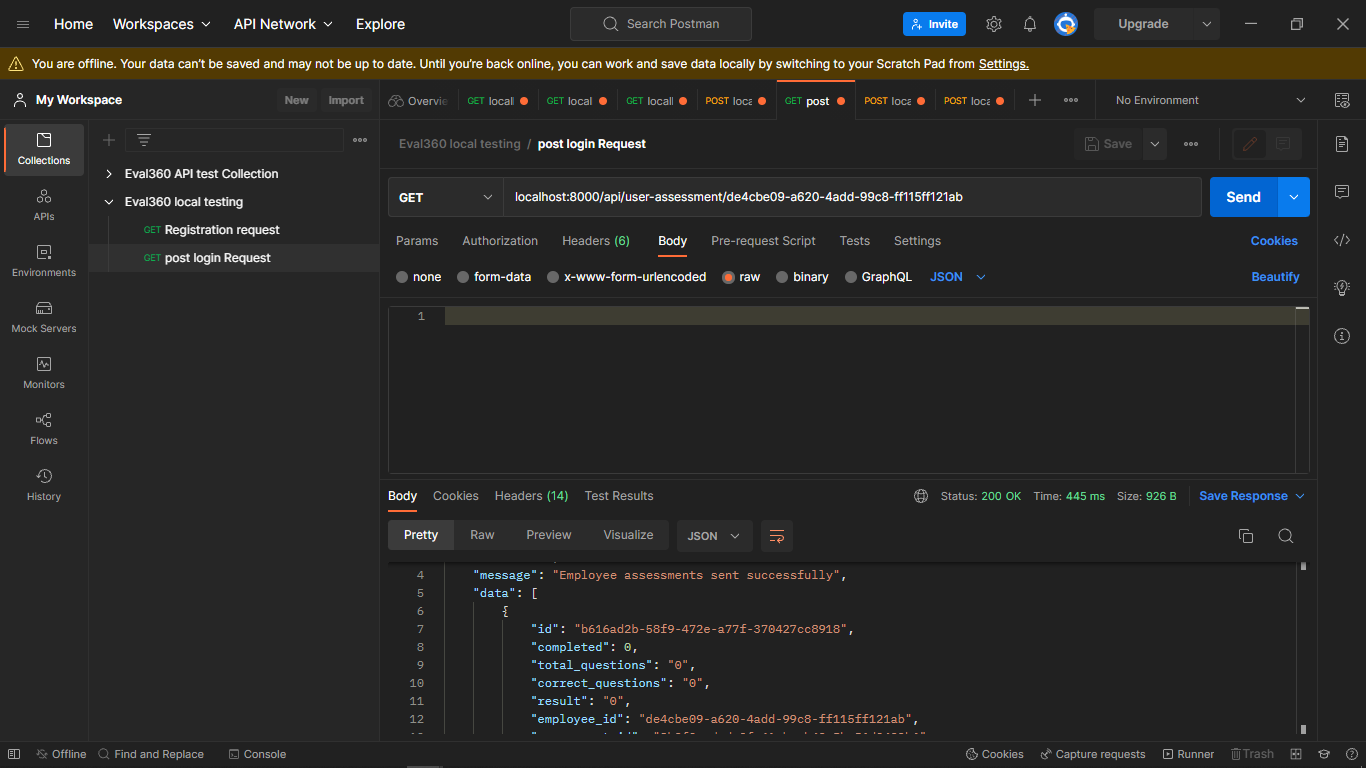 Home Workspaces API Network Explore Search Postman Invite Upgrade
You are offline. Your data can't be saved and may not be up to date. Until you're back online, you can work and save data locally by switching to your Scratch Pad from Settings.
My Workspace New Import Overvie GET locall GET local GET locall POST loca GET post POST loca POST loca No Environment
Collections
APIs
Environments
Mock Servers
Monitors
Flows
History
Eval360 API test Collection
Eval360 local testing
GET Registration request
GET post login Request
Eval360 local testing / post login Request Save
GET localhost:8000/api/user-assessment/de4cbe09-a620-4add-99c8-ff115ff121ab Send
Params Authorization Headers (6) Body Pre-request Script Tests Settings Cookies
none form-data x-www-form-urlencoded raw binary GraphQL JSON Beautify
1
Body Cookies Headers (14) Test Results Status: 200 OK Time: 445 ms Size: 926 B Save Response
Pretty Raw Preview Visualize JSON
4 "message": "Employee assessments sent successfully",
5 "data": [
6 {
7 "id": "b616ad2b-58f9-472e-a77f-370427cc8918",
8 "completed": 0,
9 "total_questions": "0",
10 "correct_questions": "0",
11 "result": "0",
12 "employee_id": "de4cbe09-a620-4add-99c8-ff115ff121ab",
Offline Find and Replace Console Cookies Capture requests Runner Trash